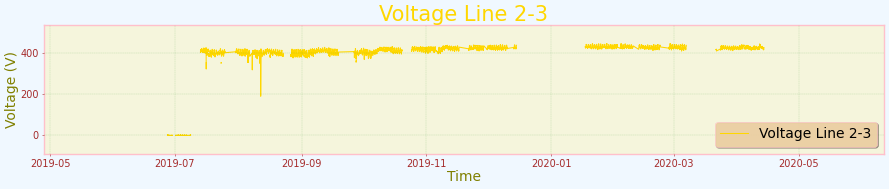 Voltage Line 2-3
Voltage (V)
400
200
0
Voltage Line 2-3
2019-05 2019-07 2019-09 2019-11 2020-01 2020-03 2020-05
Time